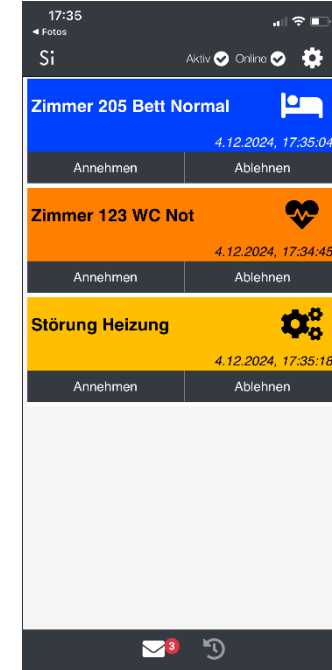 17:35
◀ Fotos
Si
Aktiv Online
Zimmer 205 Bett Normal
4.12.2024, 17:35:04
Annehmen Ablehnen
Zimmer 123 WC Not
4.12.2024, 17:34:45
Annehmen Ablehnen
Störung Heizung
4.12.2024, 17:35:18
Annehmen Ablehnen
3